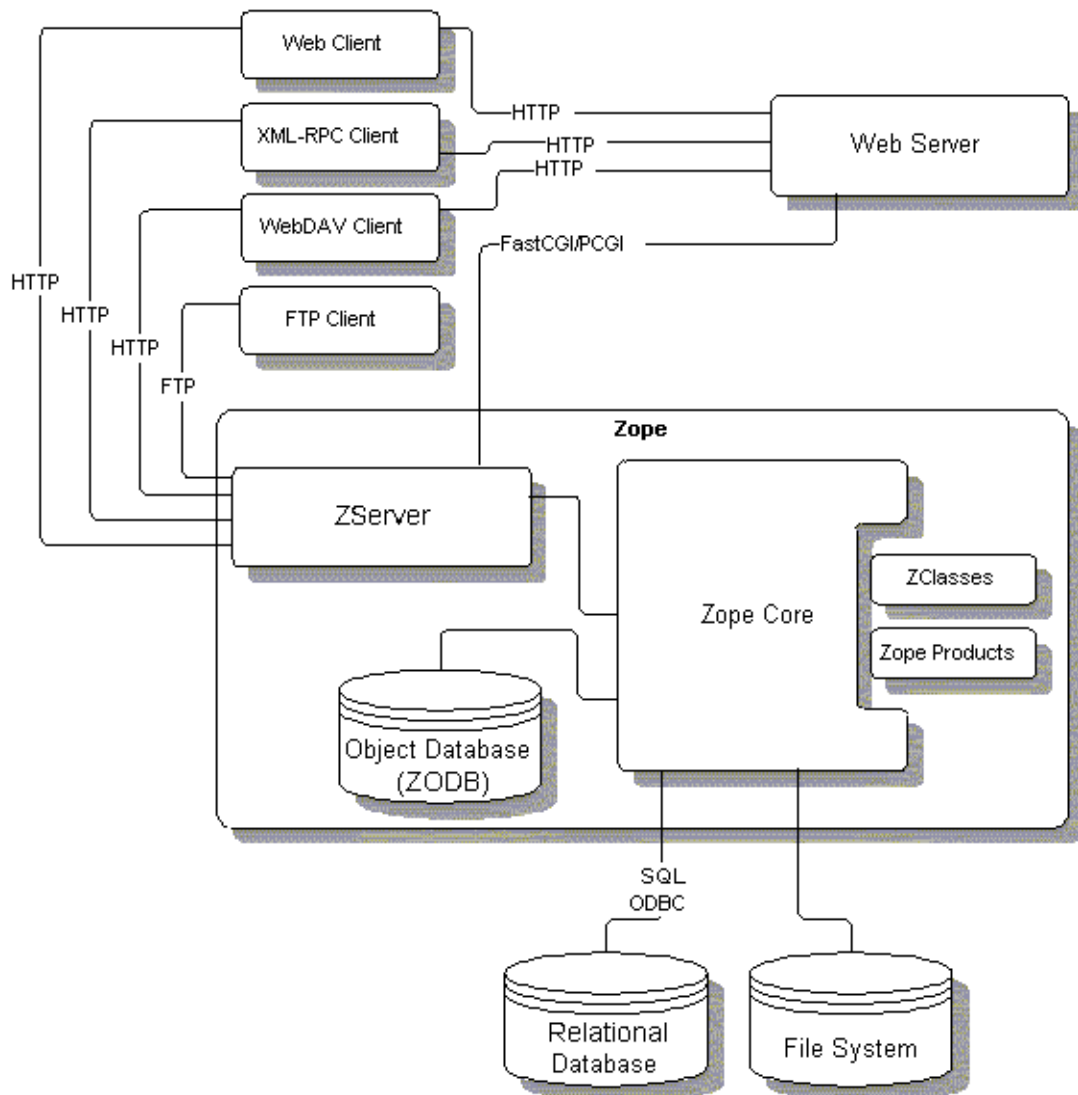 Web Client
HTTP
XML-RPC Client
HTTP
Web Server
HTTP
WebDAV Client
FastCGI/PCGI
HTTP
HTTP
FTP Client
HTTP
FTP
Zope
ZServer
ZClasses
Zope Core
Zope Products
Object Database
(ZODB)
SQL
ODBC
Relational
Database
File System